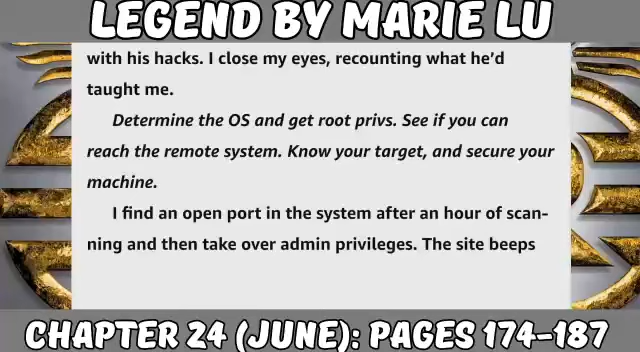 LEGEND BY MARIE LU
with his hacks. I close my eyes, recounting what he'd
taught me.
Determine the OS and get root privs. See if you can
reach the remote system. Know your target, and secure your
machine.
I find an open port in the system after an hour of scan-
ning and then take over admin privileges. The site beeps
CHAPTER 24 (JUNE): PAGES 174-187